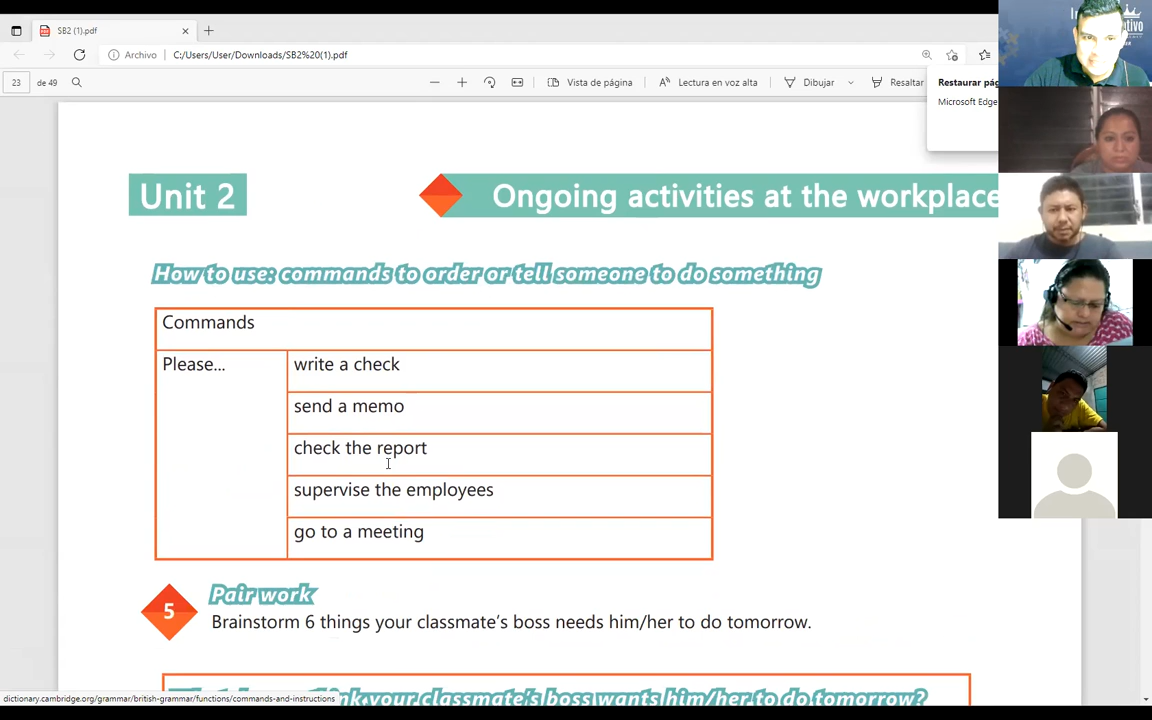 SB2 (1).pdf
Archivo C:/Users/User/Downloads/SB2%20(1).pdf
23 de 49 Vista de página Lectura en voz alta Dibujar Resaltar
Restaurar pág
Microsoft Edge
Unit 2 Ongoing activities at the workplace
How to use: commands to order or tell someone to do something
Commands
Please... write a check
send a memo
check the report
supervise the employees
go to a meeting
5 Pair work
Brainstorm 6 things your classmate's boss needs him/her to do tomorrow.
your classmate's boss wants him/her to do tomorrow?
dictionary.cambridge.org/grammar/british-grammar/functions/commands-and-instructions